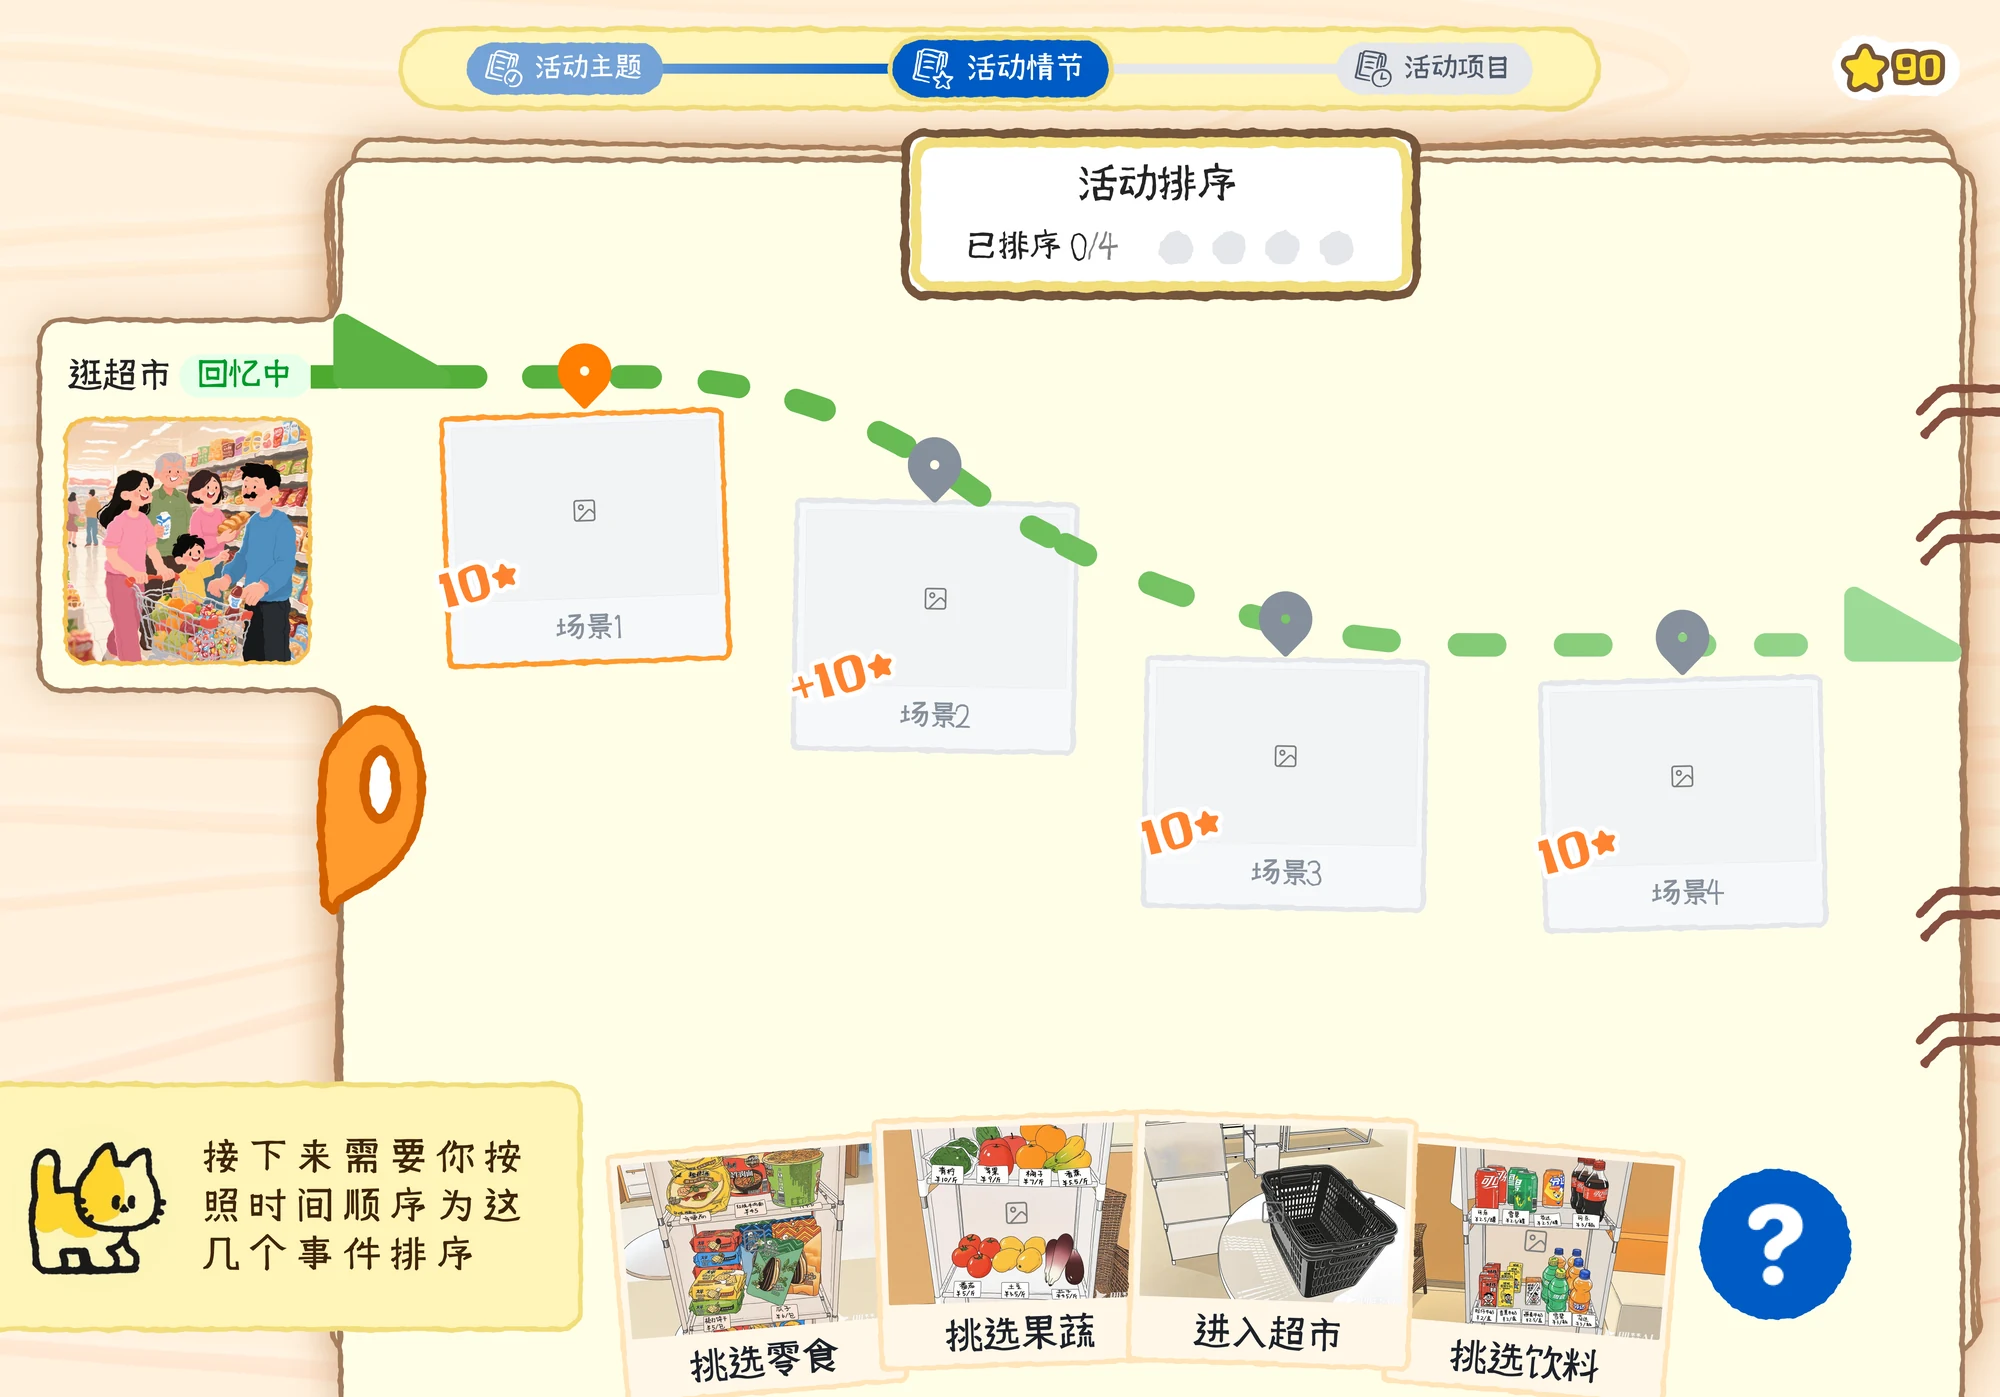 活动主题
活动情节
活动项目
90
活动排序
已排序 0/4
逛超市
回忆中
10
场景1
+10
场景2
10
场景3
10
场景4
接下来需要你按
照时间顺序为这
几个事件排序
挑选零食
挑选果蔬
进入超市
挑选饮料
?